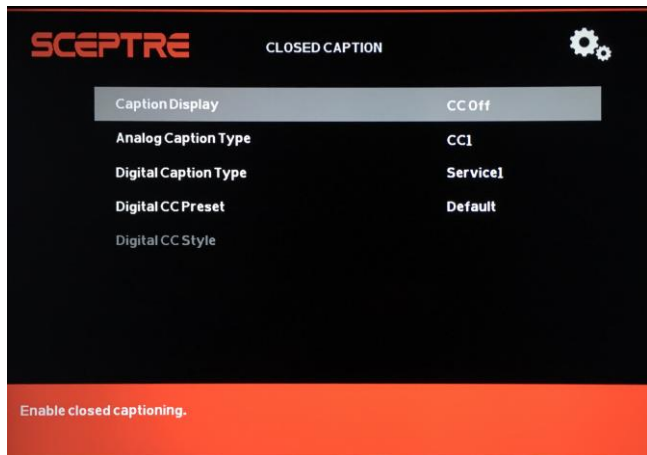 SCEPTRE
CLOSED CAPTION
Caption Display CC Off
Analog Caption Type CC1
Digital Caption Type Service1
Digital CC Preset Default
Digital CC Style
Enable closed captioning.